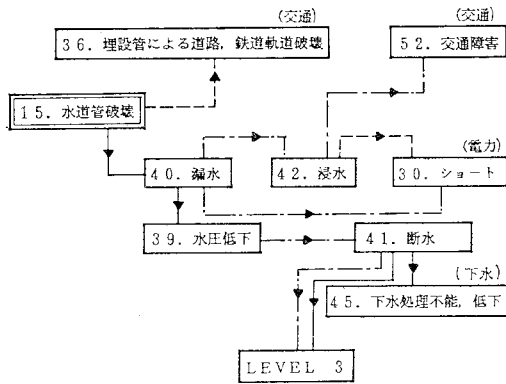 (交通)
36.埋設管による道路,鉄道軌道破壊
(交通)
52.交通障害
15.水道管破壊
40.漏水
42.浸水
(電力)
30.ショート
39.水圧低下
41.断水
(下水)
45.下水処理不能,低下
LEVEL 3